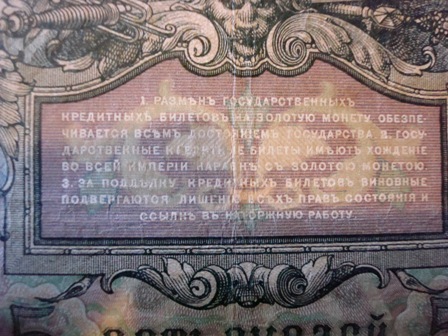 1. РАЗМѢНЪ ГОСУДАРСТВЕННЫХЪ
КРЕДИТНЫХЪ БИЛЕТОВЪ НА ЗОЛОТУЮ МОНЕТУ ОБЕЗПЕ-
ЧИВАЕТСЯ ВСѢМЪ ДОСТОЯНІЕМЪ ГОСУДАРСТВА 2. ГОСУ-
ДАРСТВЕННЫЕ КРЕДИТНЫЕ БИЛЕТЫ ИМѢЮТЪ ХОЖДЕНІЕ
ВО ВСЕЙ ИМПЕРІИ НАРАВНѢ СЪ ЗОЛОТОЮ МОНЕТОЮ
3. ЗА ПОДДѢЛКУ КРЕДИТНЫХЪ БИЛЕТОВЪ ВИНОВНЫЕ
ПОДВЕРГАЮТСЯ ЛИШЕНІЮ ВСѢХЪ ПРАВЪ СОСТОЯНІЯ И
ССЫЛКѢ ВЪ КАТОРЖНУЮ РАБОТУ.